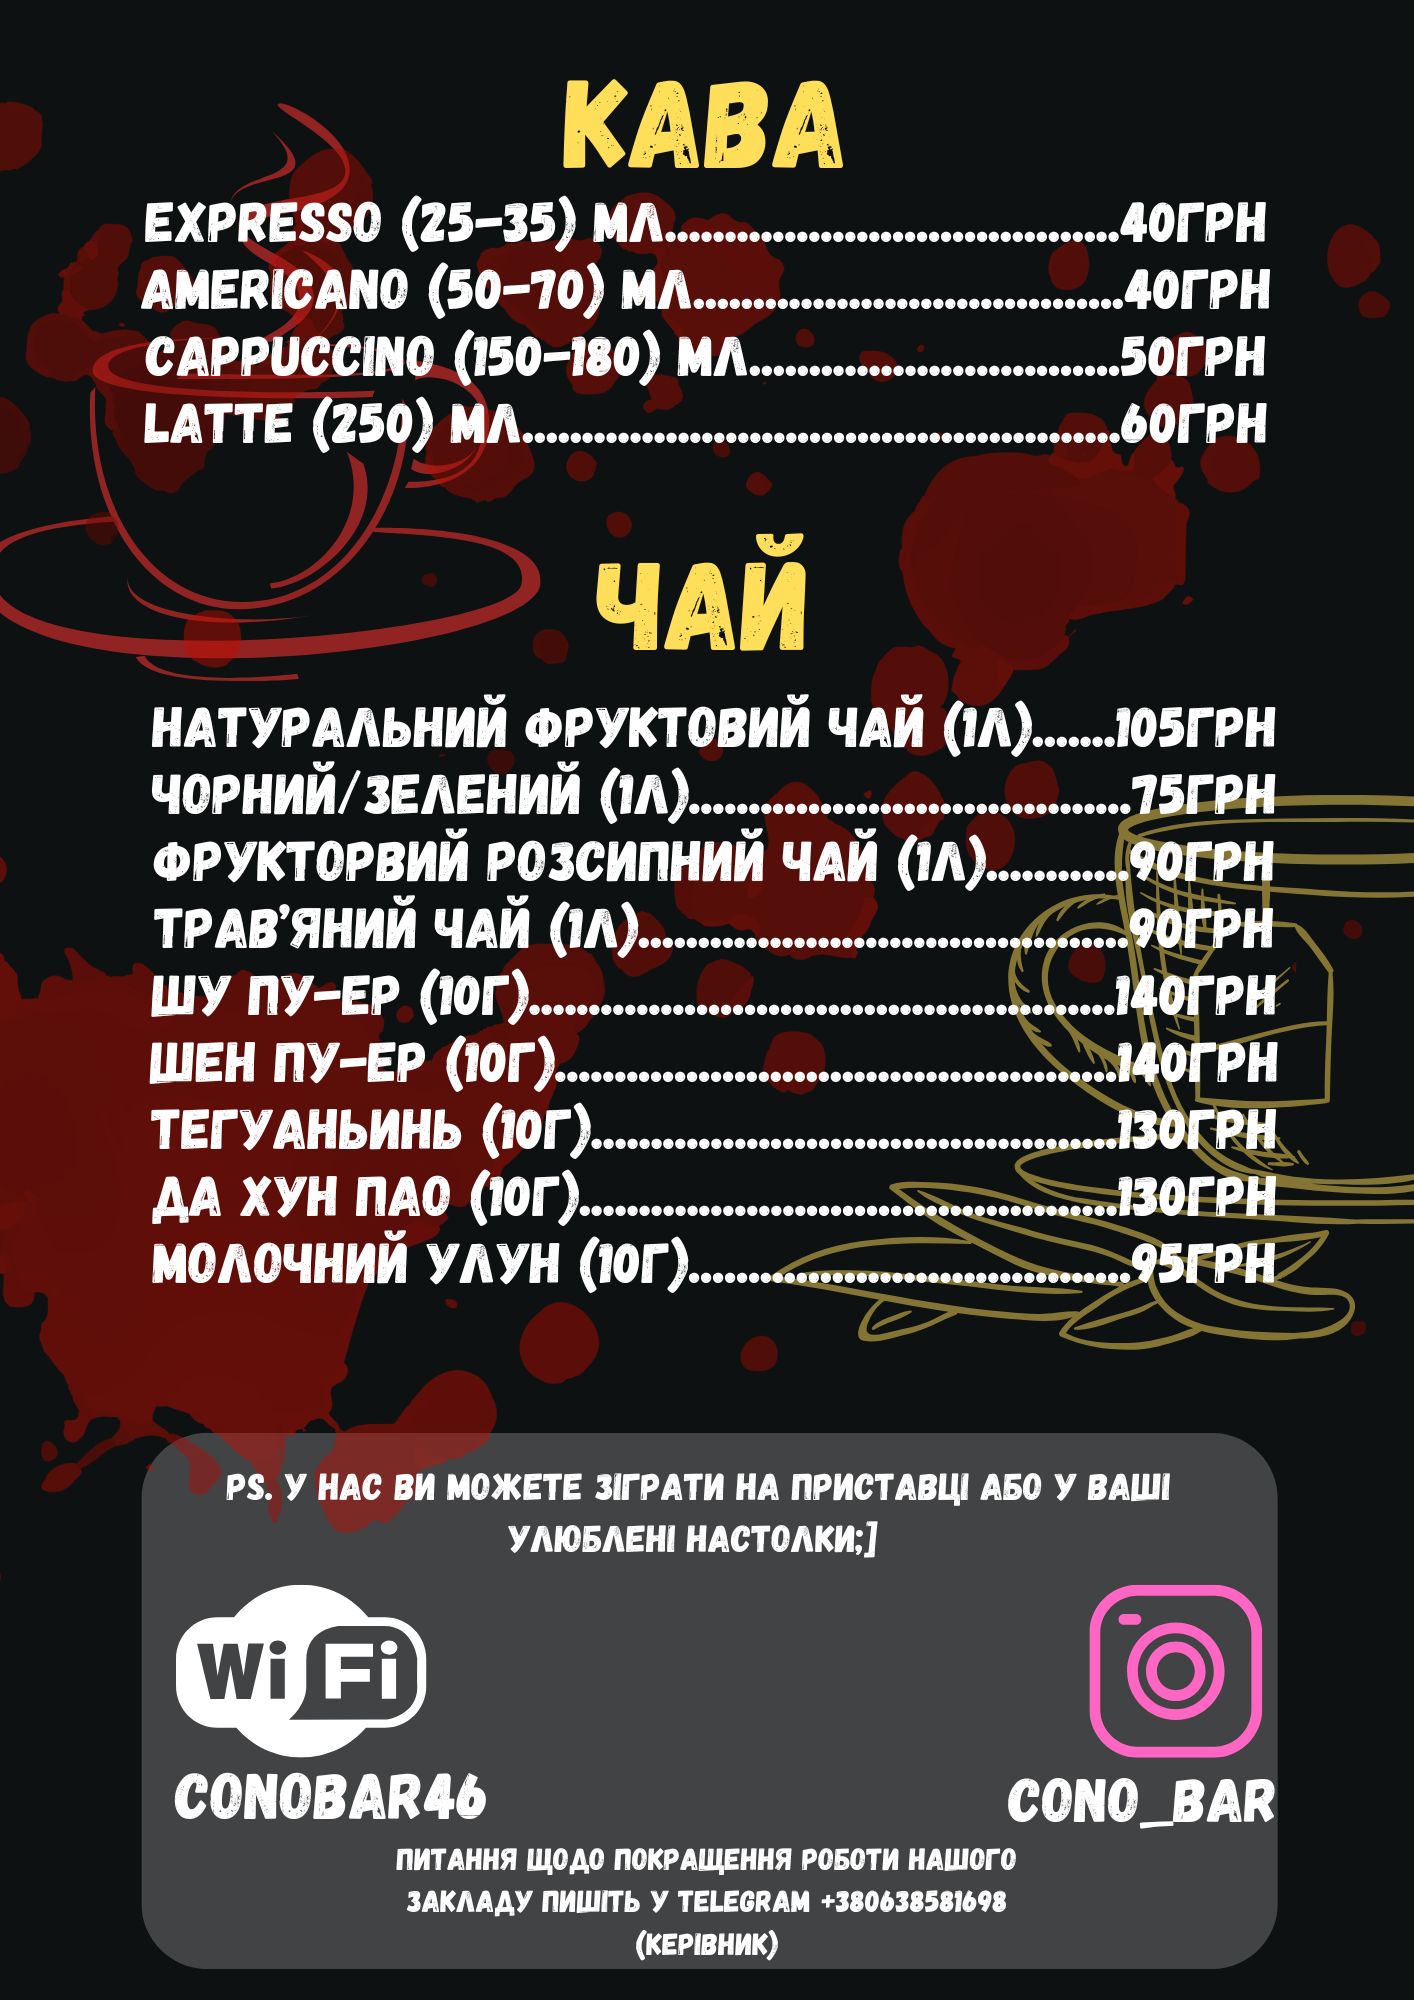 КАВА
EXPRESSO (25-35) МЛ......................................40ГРН
AMERICANO (50-70) МЛ....................................40ГРН
CAPPUCCINO (150-180) МЛ...............................50ГРН
LATTE (250) МЛ..................................................60ГРН
ЧАЙ
НАТУРАЛЬНИЙ ФРУКТОВИЙ ЧАЙ (1Л).......105ГРН
ЧОРНИЙ/ЗЕЛЕНИЙ (1Л).....................................75ГРН
ФРУКТОРВИЙ РОЗСИПНИЙ ЧАЙ (1Л)............90ГРН
ТРАВ’ЯНИЙ ЧАЙ (1Л).........................................90ГРН
ШУ ПУ-ЕР (10Г).................................................140ГРН
ШЕН ПУ-ЕР (10Г)...............................................140ГРН
ТЕГУАНЬИНЬ (10Г)............................................130ГРН
ДА ХУН ПАО (10Г).............................................130ГРН
МОЛОЧНИЙ УЛУН (10Г).....................................95ГРН
PS. У НАС ВИ МОЖЕТЕ ЗІГРАТИ НА ПРИСТАВЦІ АБО У ВАШІ
УЛЮБЛЕНІ НАСТОЛКИ;]
Wi Fi
CONOBAR46
CONO_BAR
ПИТАННЯ ЩОДО ПОКРАЩЕННЯ РОБОТИ НАШОГО
ЗАКЛАДУ ПИШІТЬ У TELEGRAM +380638581698
(КЕРІВНИК)